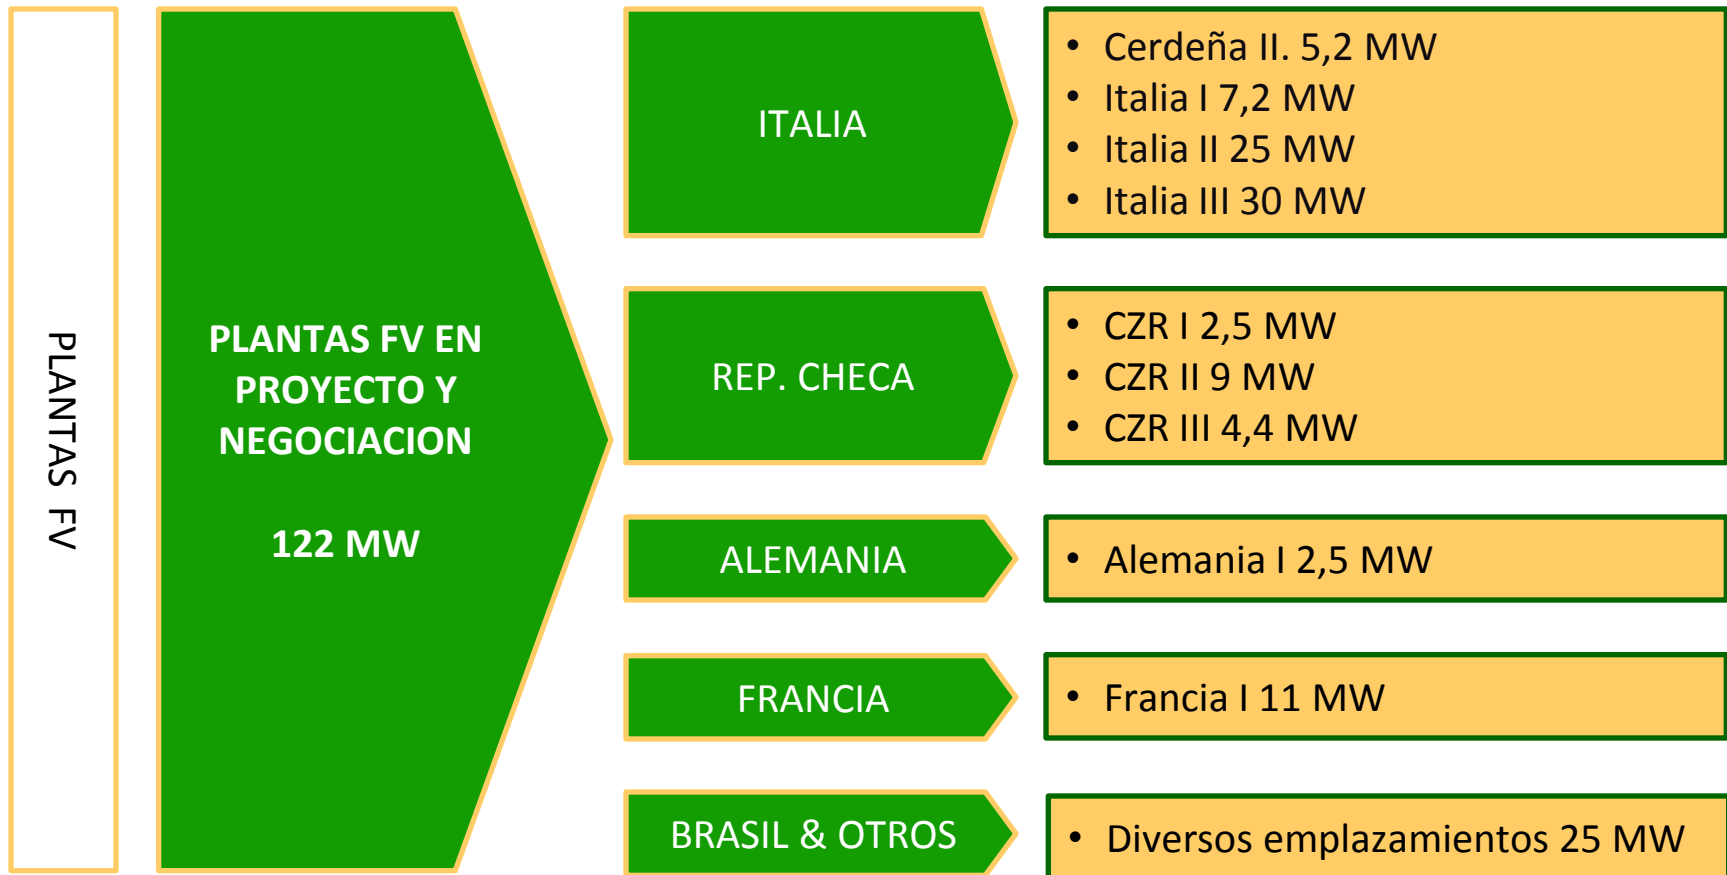 PLANTAS FV
PLANTAS FV EN
PROYECTO Y
NEGOCIACION
122 MW
ITALIA
• Cerdeña II. 5,2 MW
• Italia I 7,2 MW
• Italia II 25 MW
• Italia III 30 MW
REP. CHECA
• CZR I 2,5 MW
• CZR II 9 MW
• CZR III 4,4 MW
ALEMANIA
• Alemania I 2,5 MW
FRANCIA
• Francia I 11 MW
BRASIL & OTROS
• Diversos emplazamientos 25 MW